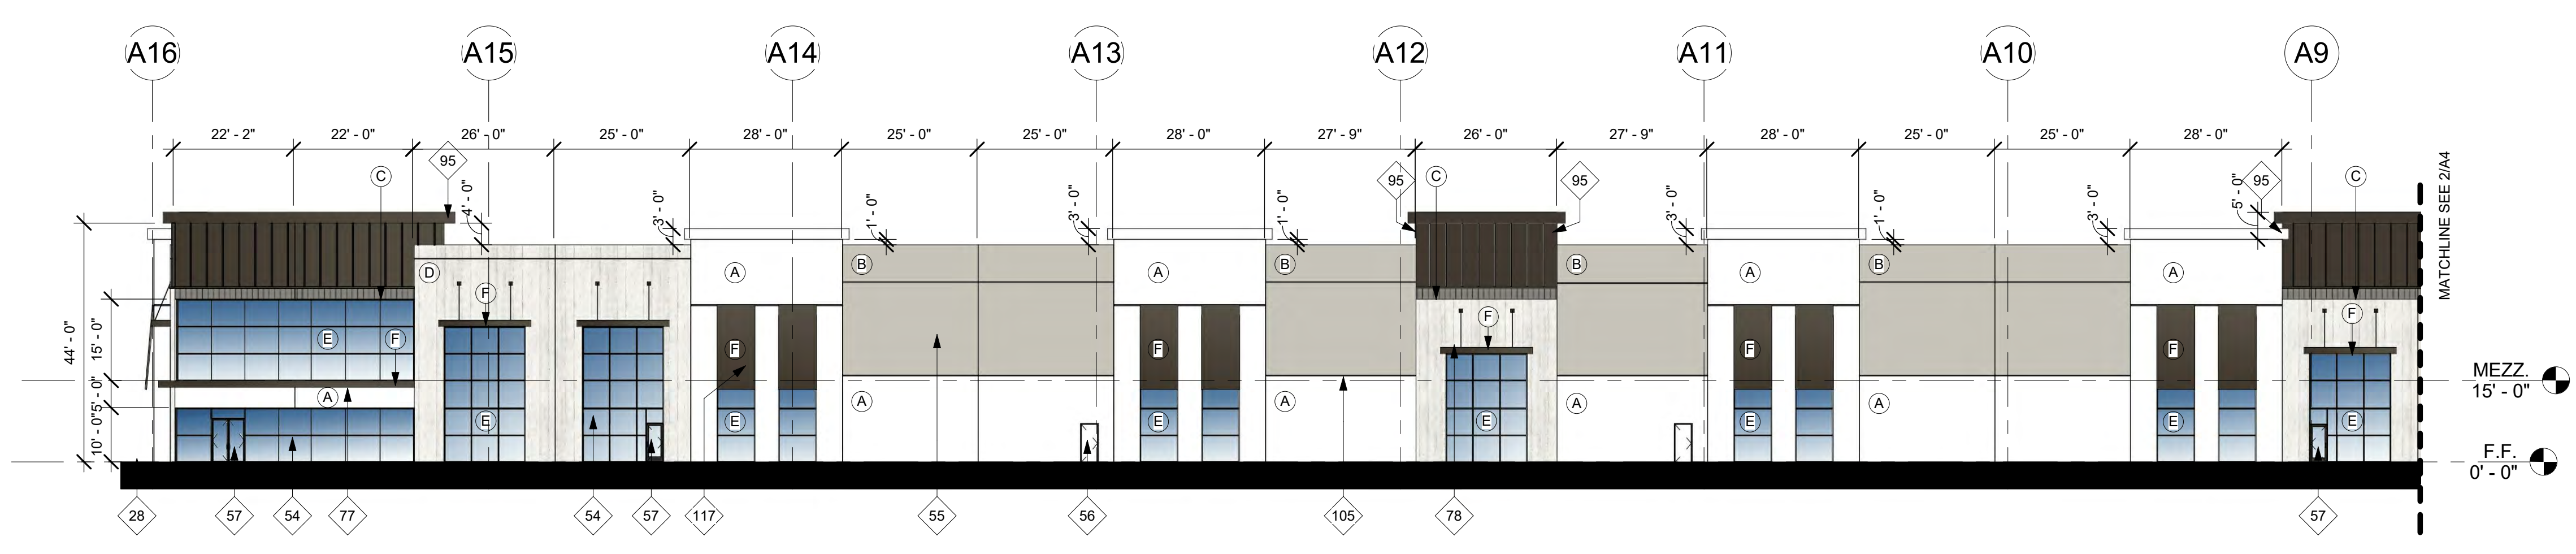 A16 A15 A14 A13 A12 A11 A10 A9
22' - 2" 22' - 0" 26' - 0" 25' - 0" 28' - 0" 25' - 0" 25' - 0" 28' - 0" 27' - 9" 26' - 0" 27' - 9" 28' - 0" 25' - 0" 25' - 0" 28' - 0"
95 95 95 95
C C C
4' - 0" 3' - 0" 1' - 0" 3' - 0" 1' - 0" 3' - 0" 1' - 0" 3' - 0" 5' - 0"
MATCHLINE SEE 2/A4
D A B A B B A B A
F F F
44' - 0"
15' - 0"
5' - 0"
10' - 0"
E F F F F F
MEZZ.
15' - 0"
A A A A A
E E E E E E E
F.F.
0' - 0"
28 57 54 77 54 57 117 55 56 105 78 57